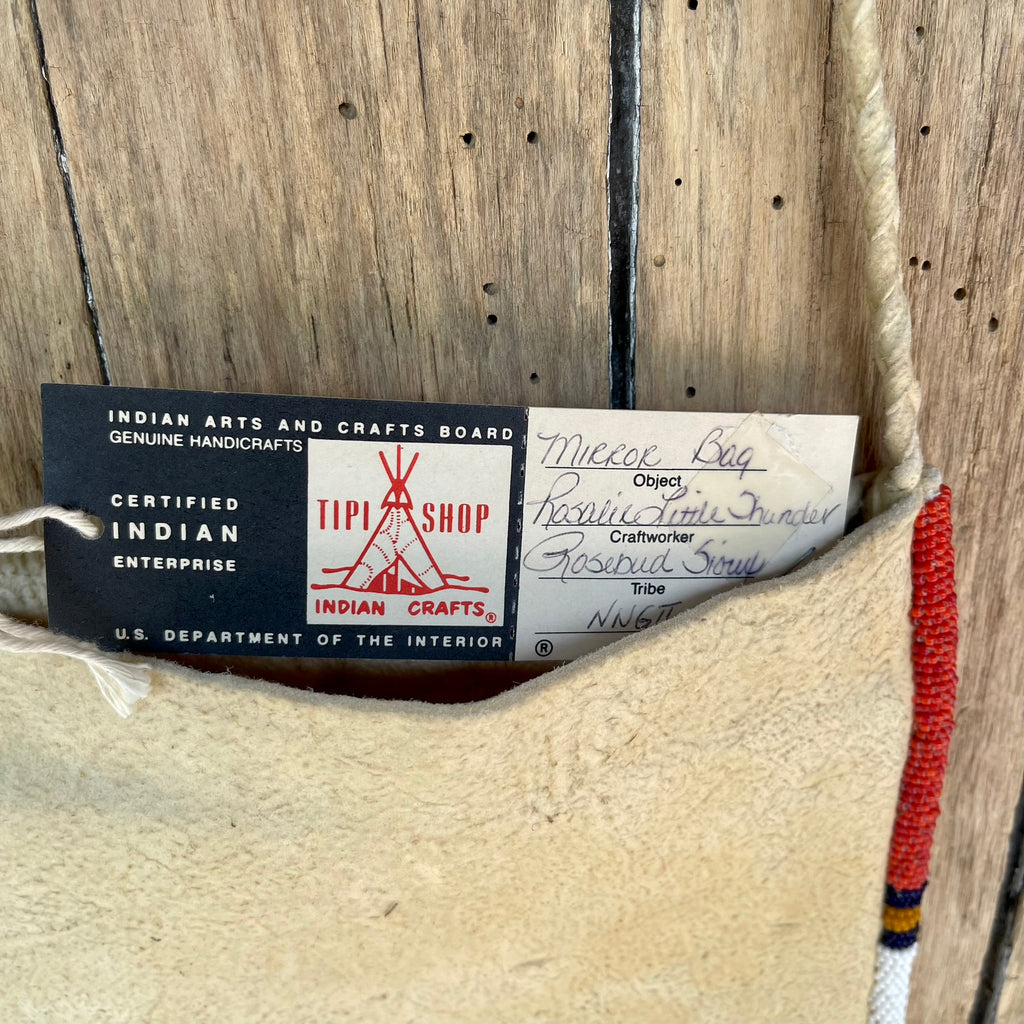 INDIAN ARTS AND CRAFTS BOARD
GENUINE HANDICRAFTS
CERTIFIED
INDIAN
ENTERPRISE
TIPI SHOP
INDIAN CRAFTS®
U.S. DEPARTMENT OF THE INTERIOR
Mirror Bag
Object
Rosalie Little Thunder
Craftworker
Rosebud Sioux
Tribe
®